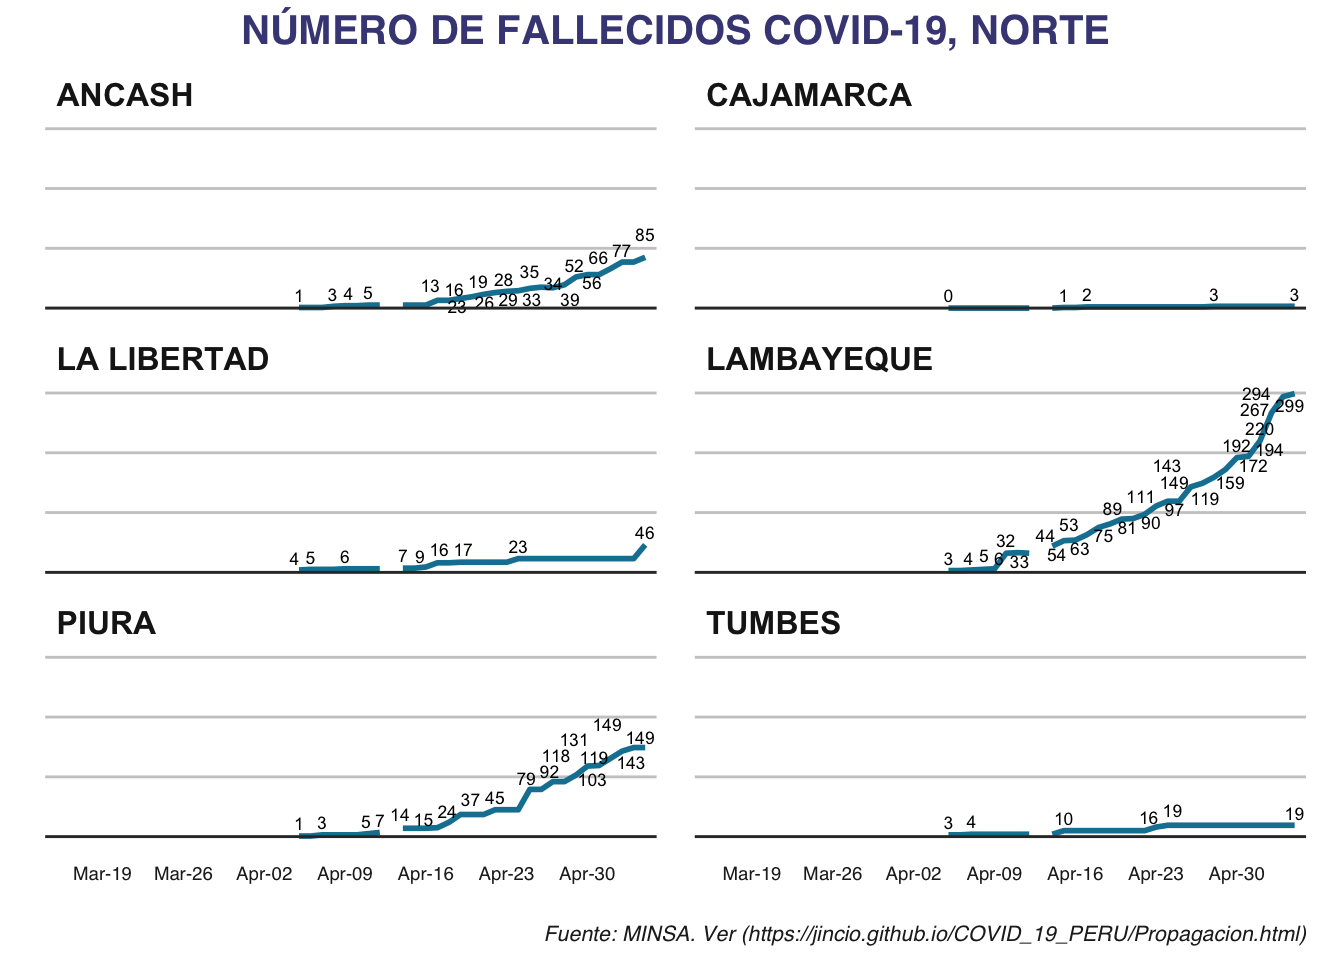 NÚMERO DE FALLECIDOS COVID-19, NORTE
ANCASH
1 3 4 5 13 16 23 19 26 28 29 35 33 34 39 52 56 66 77 85
CAJAMARCA
0 1 2 3 3
LA LIBERTAD
4 5 6 7 9 16 17 23 46
LAMBAYEQUE
3 4 5 6 32 33 44 54 53 63 75 89 81 111 90 143 149 97 119 159 192 172 194 220 267 294 299
PIURA
1 3 5 7 14 15 24 37 45 79 92 118 131 119 103 149 143 149
TUMBES
3 4 10 16 19 19
Mar-19 Mar-26 Apr-02 Apr-09 Apr-16 Apr-23 Apr-30
Mar-19 Mar-26 Apr-02 Apr-09 Apr-16 Apr-23 Apr-30
Fuente: MINSA. Ver (https://jincio.github.io/COVID_19_PERU/Propagacion.html)